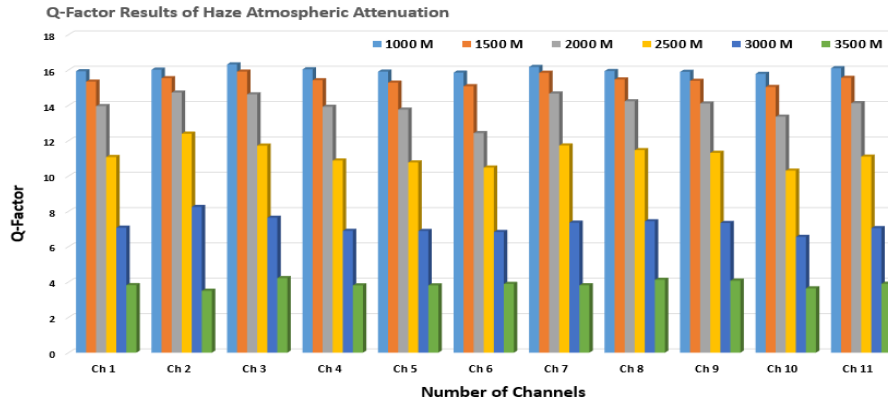 Q-Factor Results of Haze Atmospheric Attenuation
18
1000 M 1500 M 2000 M 2500 M 3000 M 3500 M
16
14
12
10
8
6
4
2
0
Q-Factor
Ch 1 Ch 2 Ch 3 Ch 4 Ch 5 Ch 6 Ch 7 Ch 8 Ch 9 Ch 10 Ch 11
Number of Channels